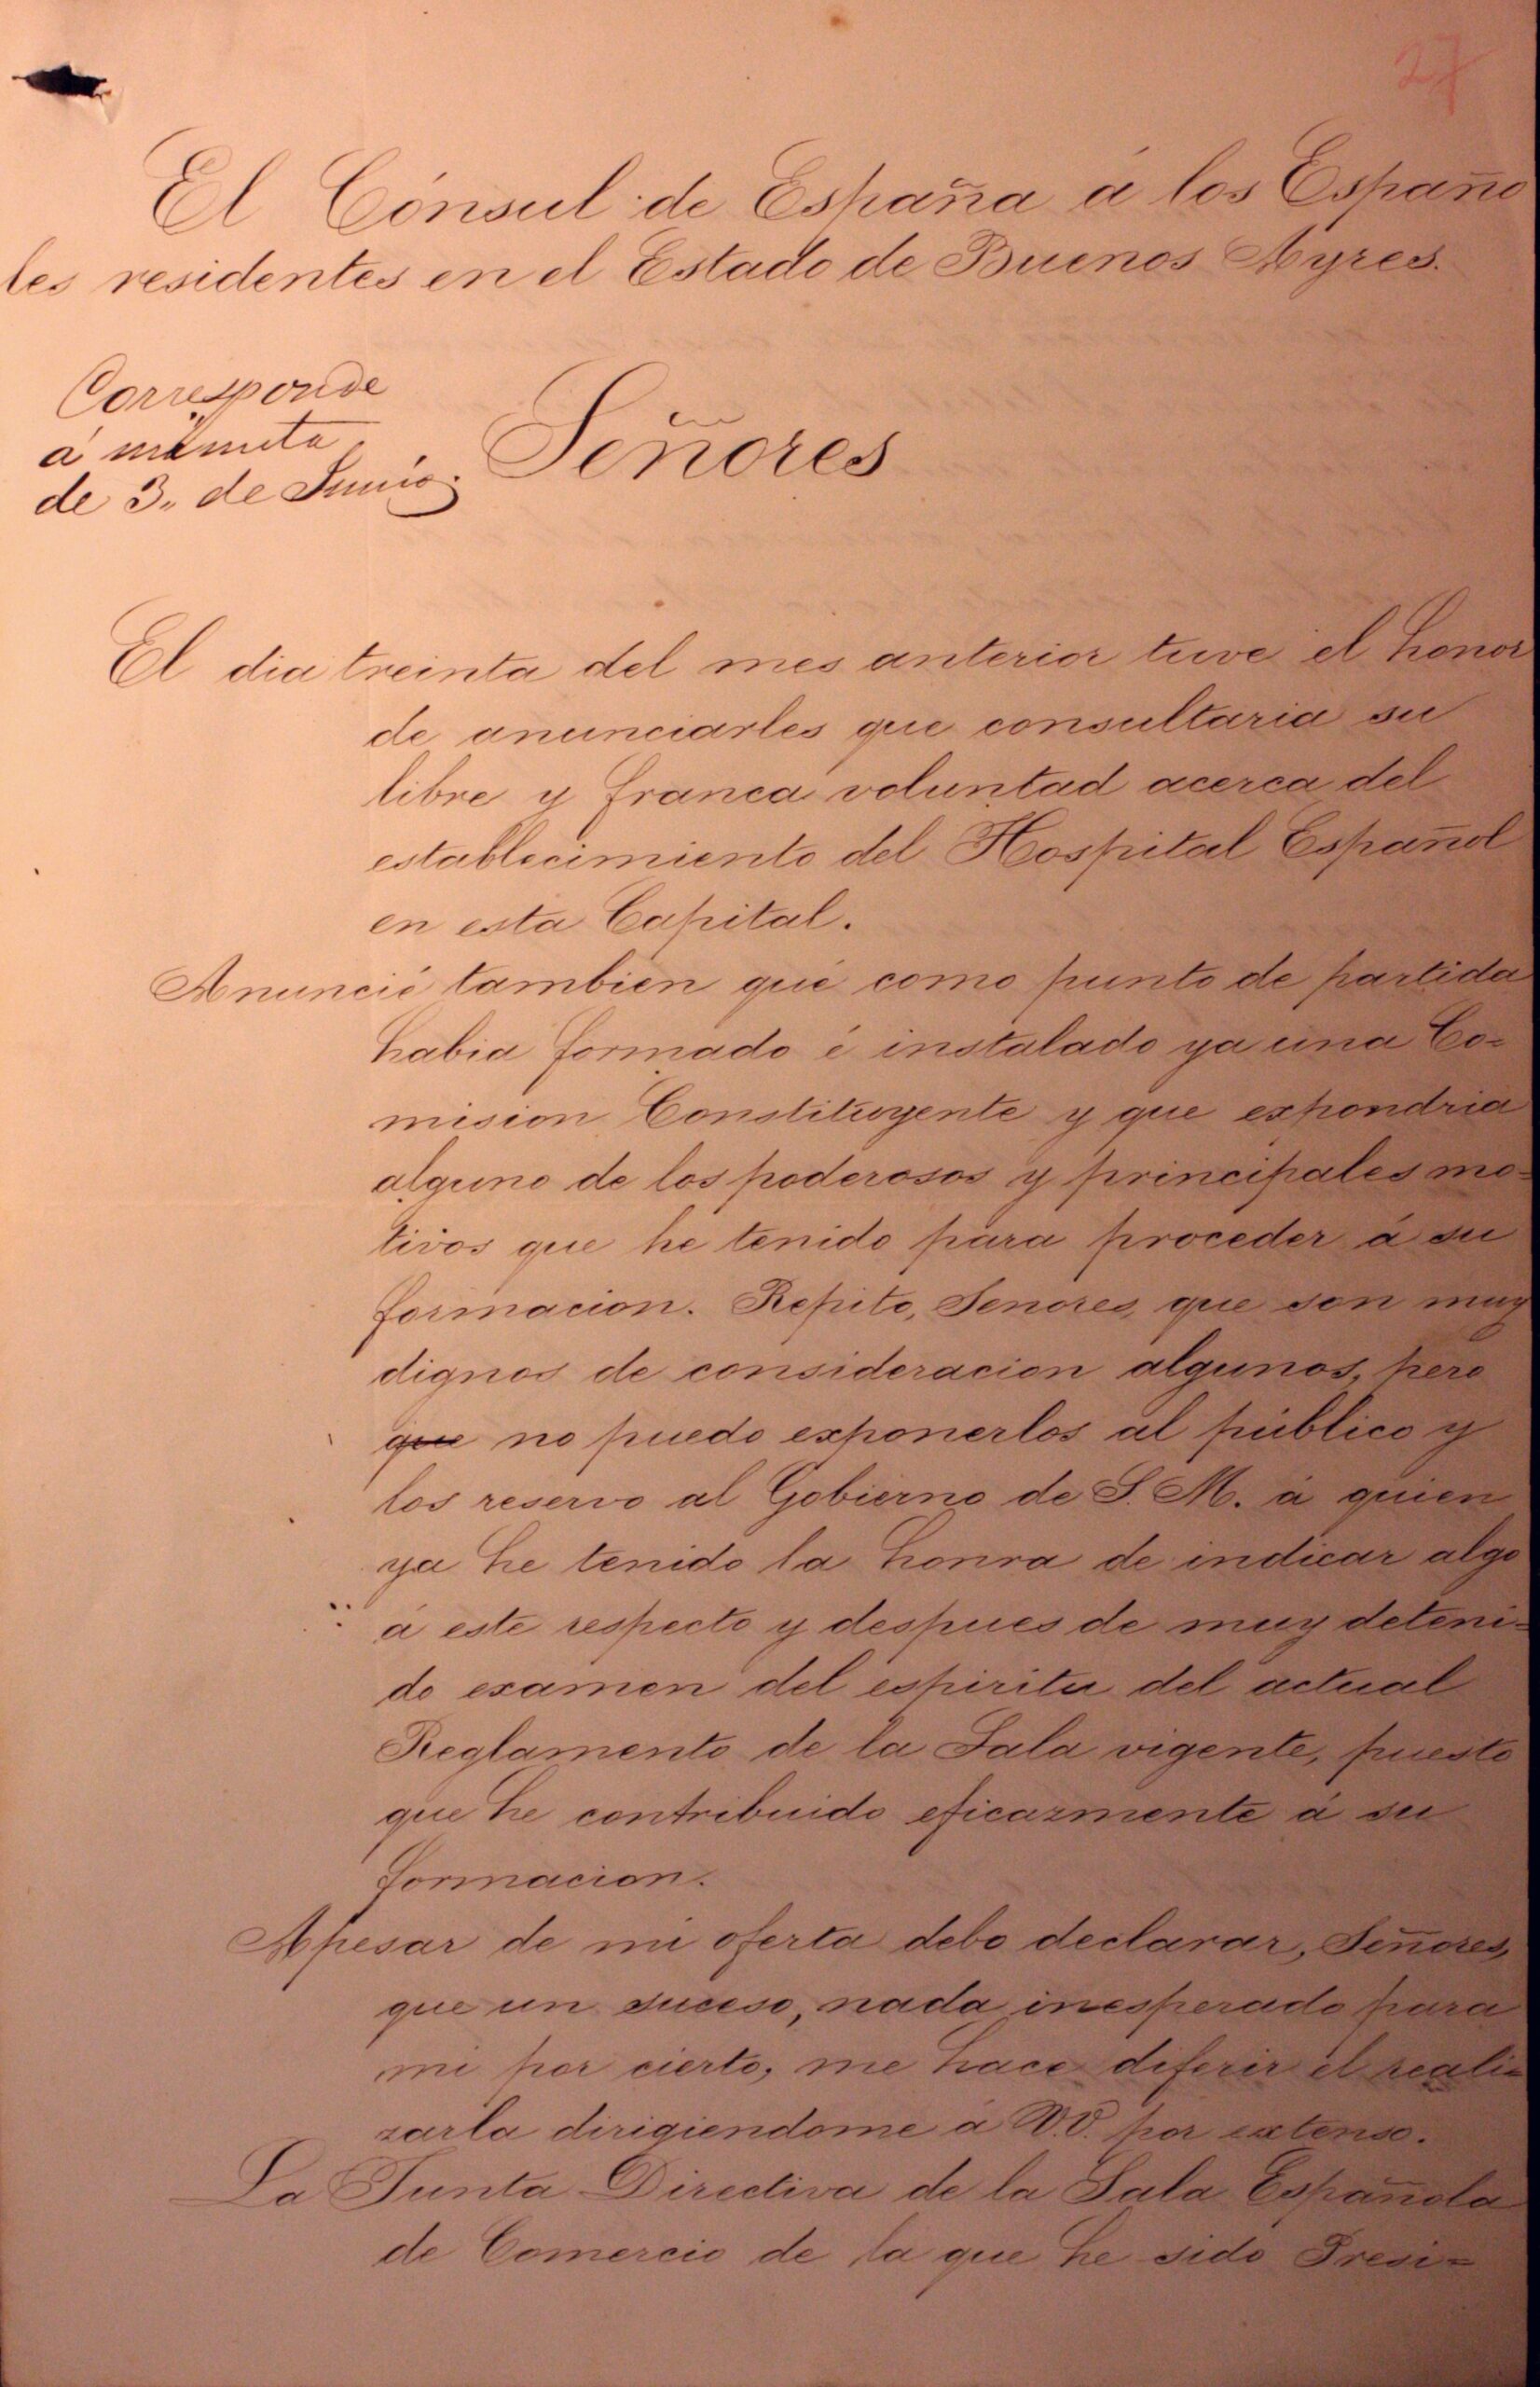 27
El Cónsul de España á los Españo
les residentes en el Estado de Buenos Ayres.
Corresponde
á minuta
de 3,, de Junio.
Señores
El dia treinta del mes anterior tuve el honor
de anunciarles que consultaria su
libre y franca voluntad acerca del
establecimiento del Hospital Español
en esta Capital.
Anuncié tambien que como punto de partida
habia formado é instalado ya una Co=
mision Constituyente y que expondria
alguno de los poderosos y principales mo=
tivos que he tenido para proceder á su
formacion. Repito, Senores, que son muy
dignos de consideracion algunos, pero
que no puedo exponerlos al público y
los reservo al Gobierno de S. M. á quien
ya he tenido la honra de indicar algo
á este respecto y despues de muy deteni=
do examen del espiritu del actual
Reglamento de la Sala vigente, puesto
que he contribuido eficazmente á su
formacion.
Apesar de mi oferta debo declarar, Señores,
que un suceso, nada inesperado para
mi por cierto, me hace diferir el reali=
zarla dirigiendome á V.V. por extenso.
La Junta Directiva de la Sala Española
de Comercio de la que he sido Presi=